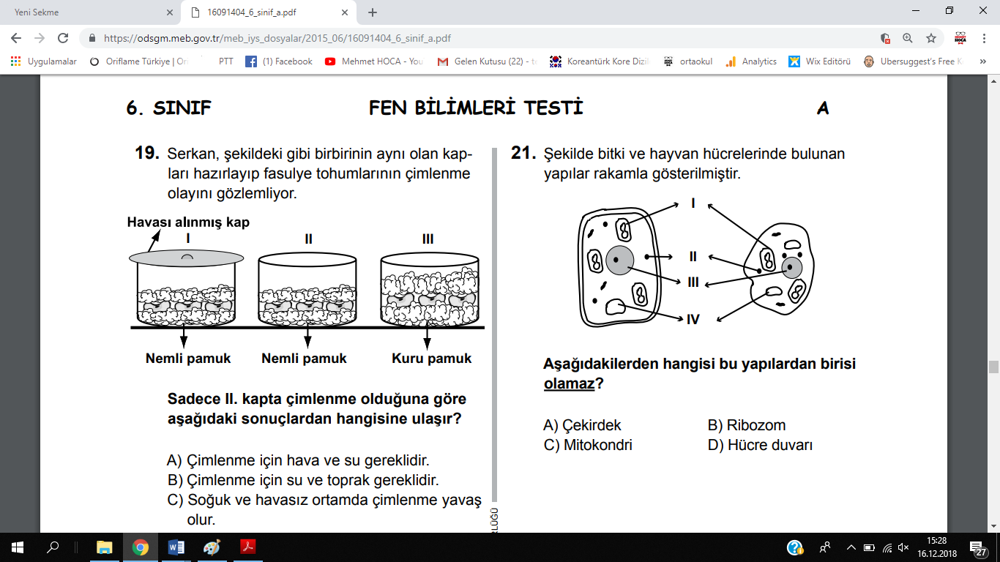 Yeni Sekme
16091404_6_sinif_a.pdf
https://odsgm.meb.gov.tr/meb_iys_dosyalar/2015_06/16091404_6_sinif_a.pdf
Uygulamalar
Oriflame Türkiye | Ori
PTT
(1) Facebook
Mehmet HOCA - You
Gelen Kutusu (22) - te
Koreantürk Kore Dizil
ortaokul
Analytics
Wix Editörü
Ubersuggest's Free K
»
6. SINIF
FEN BİLİMLERİ TESTİ
A
19. Serkan, şekildeki gibi birbirinin aynı olan kap-
ları hazırlayıp fasulye tohumlarının çimlenme
olayını gözlemliyor.
Havası alınmış kap
I
II
III
Nemli pamuk
Nemli pamuk
Kuru pamuk
Sadece II. kapta çimlenme olduğuna göre
aşağıdaki sonuçlardan hangisine ulaşır?
A) Çimlenme için hava ve su gereklidir.
B) Çimlenme için su ve toprak gereklidir.
C) Soğuk ve havasız ortamda çimlenme yavaş
olur.
RLÜĞÜ
21. Şekilde bitki ve hayvan hücrelerinde bulunan
yapılar rakamla gösterilmiştir.
I
II
III
IV
Aşağıdakilerden hangisi bu yapılardan birisi
olamaz?
A) Çekirdek
B) Ribozom
C) Mitokondri
D) Hücre duvarı
15:28
16.12.2018
27